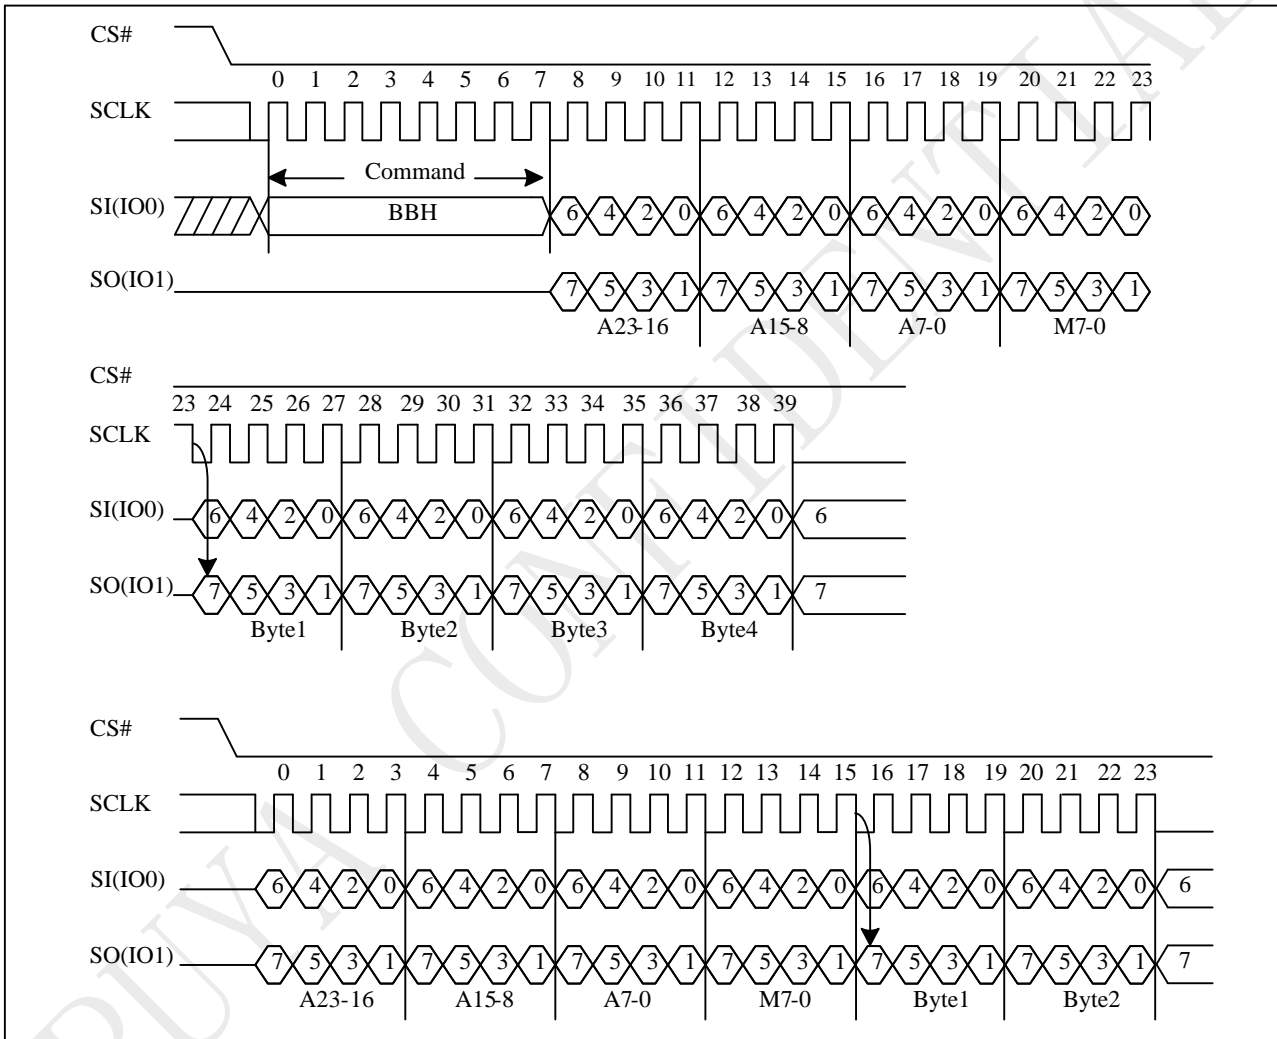 CS#
0 1 2 3 4 5 6 7 8 9 10 11 12 13 14 15 16 17 18 19 20 21 22 23
SCLK
Command
SI(IO0) BBH 6 4 2 0 6 4 2 0 6 4 2 0 6 4 2 0
SO(IO1) 7 5 3 1 7 5 3 1 7 5 3 1 7 5 3 1
A23-16 A15-8 A7-0 M7-0
CS#
23 24 25 26 27 28 29 30 31 32 33 34 35 36 37 38 39
SCLK
SI(IO0) 6 4 2 0 6 4 2 0 6 4 2 0 6 4 2 0 6
SO(IO1) 7 5 3 1 7 5 3 1 7 5 3 1 7 5 3 1 7
Byte1 Byte2 Byte3 Byte4
CS#
0 1 2 3 4 5 6 7 8 9 10 11 12 13 14 15 16 17 18 19 20 21 22 23
SCLK
SI(IO0) 6 4 2 0 6 4 2 0 6 4 2 0 6 4 2 0 6 4 2 0 6 4 2 0 6
SO(IO1) 7 5 3 1 7 5 3 1 7 5 3 1 7 5 3 1 7 5 3 1 7 5 3 1 7
A23-16 A15-8 A7-0 M7-0 Byte1 Byte2
PUYA CONFIDENTIAL